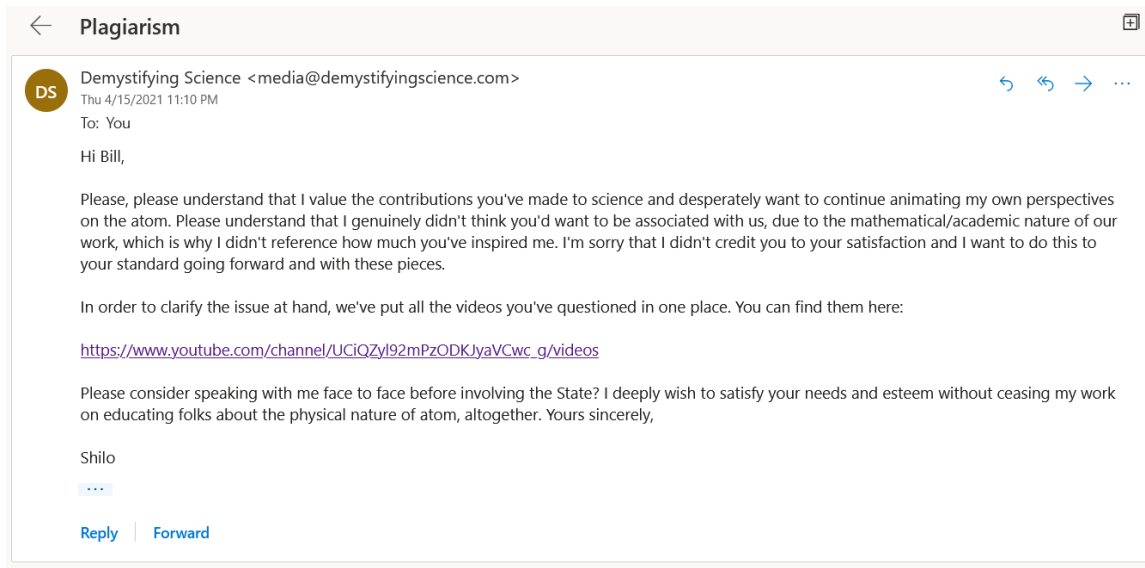 Plagiarism
DS
Demystifying Science <media@demystifyingscience.com>
Thu 4/15/2021 11:10 PM
To: You
Hi Bill,
Please, please understand that I value the contributions you've made to science and desperately want to continue animating my own perspectives
on the atom. Please understand that I genuinely didn't think you'd want to be associated with us, due to the mathematical/academic nature of our
work, which is why I didn't reference how much you've inspired me. I'm sorry that I didn't credit you to your satisfaction and I want to do this to
your standard going forward and with these pieces.
In order to clarify the issue at hand, we've put all the videos you've questioned in one place. You can find them here:
https://www.youtube.com/channel/UCiQZyl92mPzODKJyaVCwc_g/videos
Please consider speaking with me face to face before involving the State? I deeply wish to satisfy your needs and esteem without ceasing my work
on educating folks about the physical nature of atom, altogether. Yours sincerely,
Shilo
...
Reply
Forward